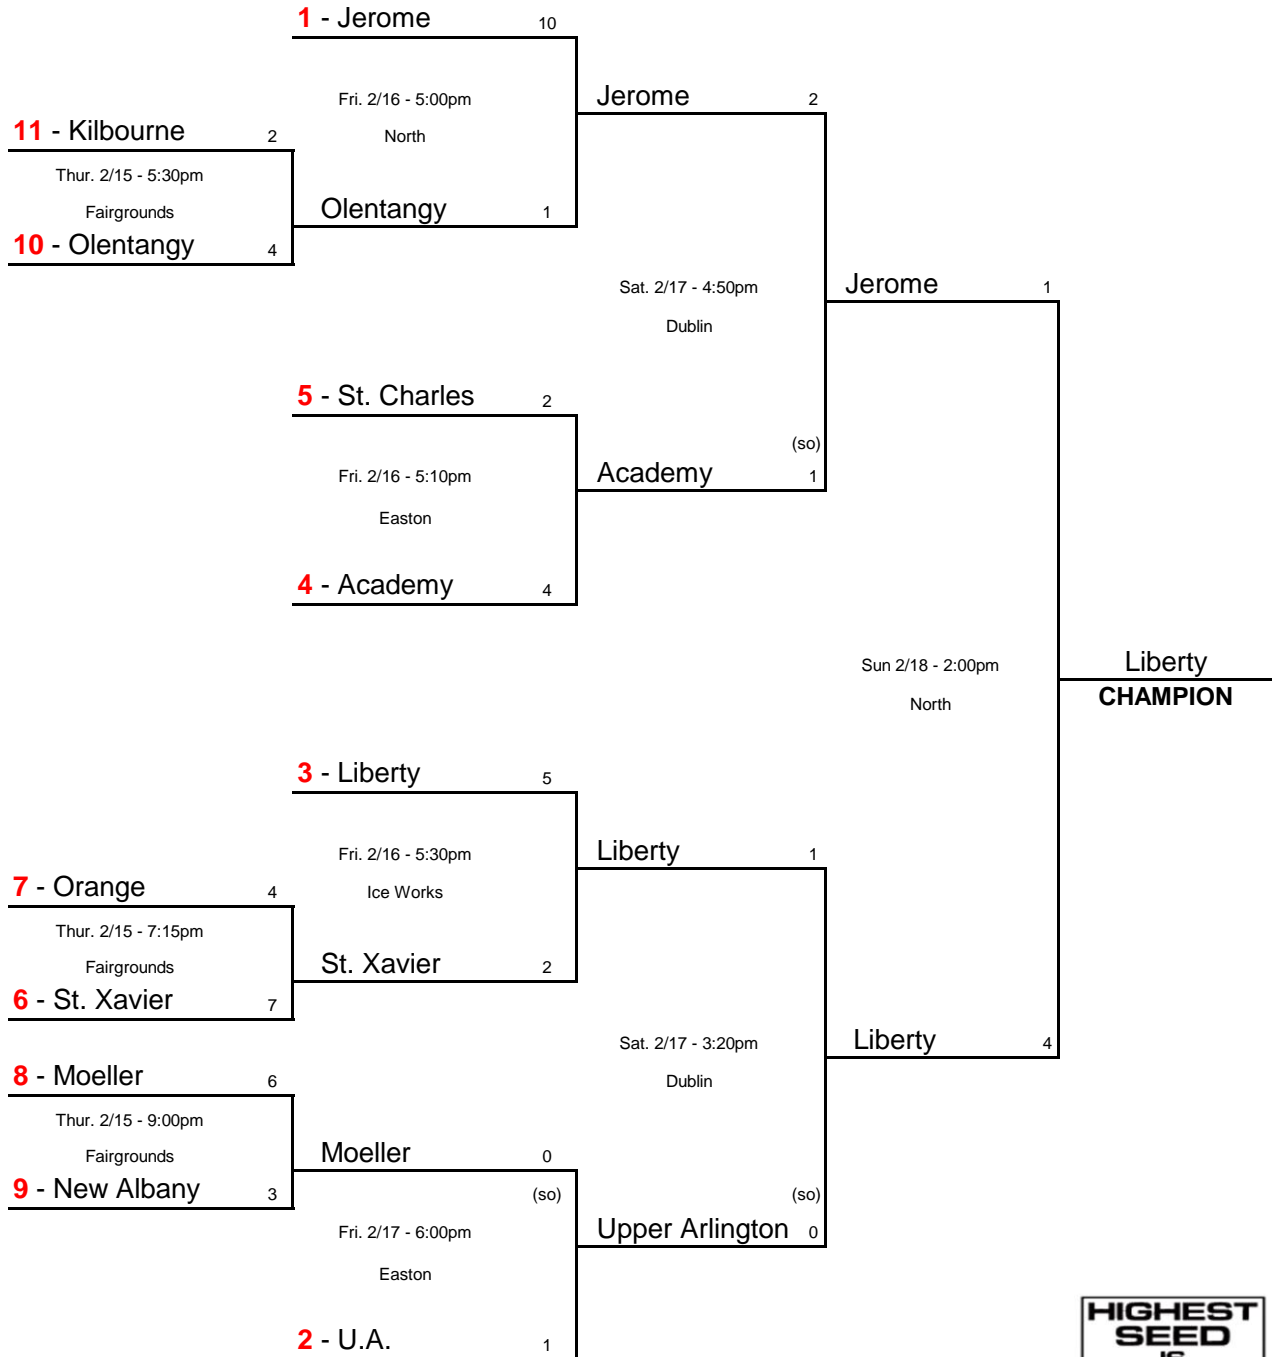 1 - Jerome 10
Fri. 2/16 - 5:00pm
Jerome 2
11 - Kilbourne 2
North
Thur. 2/15 - 5:30pm
Fairgrounds
Olentangy 1
10 - Olentangy 4
Sat. 2/17 - 4:50pm
Jerome 1
Dublin
5 - St. Charles 2
(so)
Fri. 2/16 - 5:10pm
Academy 1
Easton
4 - Academy 4
Sun 2/18 - 2:00pm
Liberty
North
CHAMPION
3 - Liberty 5
Fri. 2/16 - 5:30pm
Liberty 1
7 - Orange 4
Ice Works
Thur. 2/15 - 7:15pm
Fairgrounds
St. Xavier 2
6 - St. Xavier 7
Sat. 2/17 - 3:20pm
Liberty 4
8 - Moeller 6
Dublin
Thur. 2/15 - 9:00pm
Fairgrounds
Moeller 0
9 - New Albany 3
(so)
(so)
Fri. 2/17 - 6:00pm
Upper Arlington 0
Easton
2 - U.A. 1
HIGHEST
SEED
IS